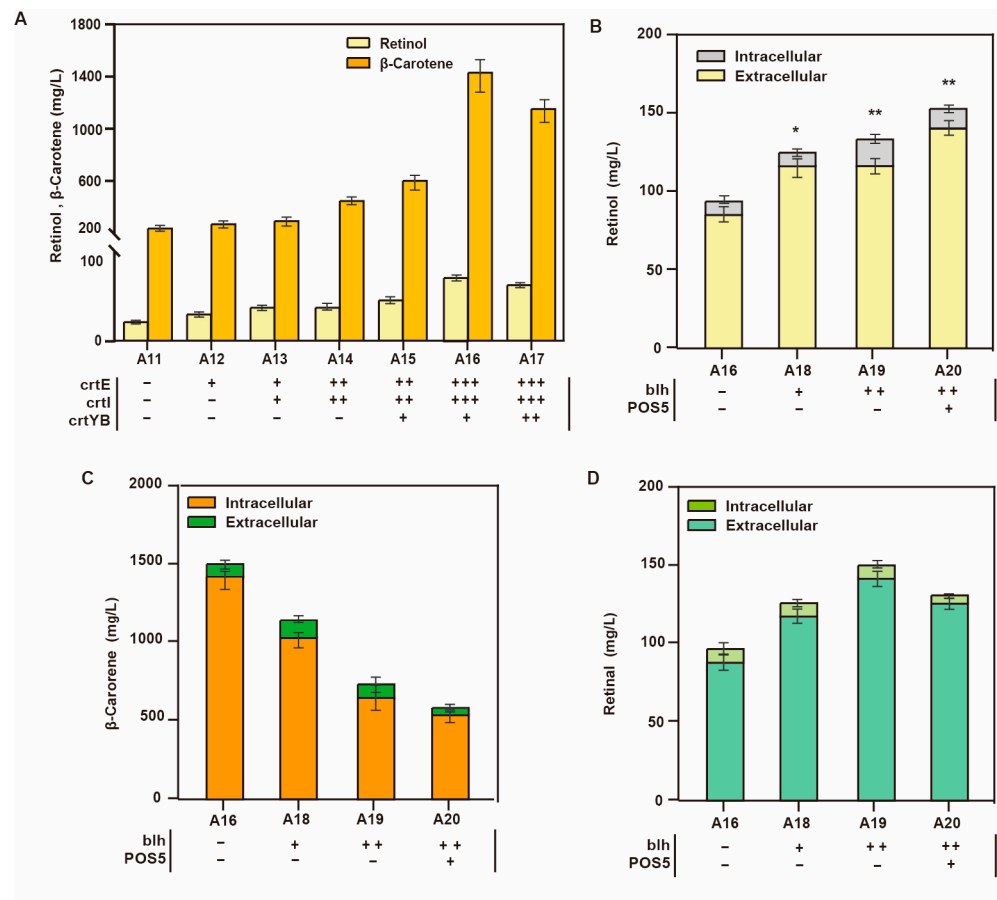 A
1800
1400
1000
600
200
100
0
Retinol , β-Carotene (mg/L)
Retinol
β-Carotene
A11 A12 A13 A14 A15 A16 A17
crtE − + + ++ ++ +++ +++
crtI − − + ++ ++ +++ +++
crtYB − − − − + + ++
B
200
150
100
50
0
Retinol (mg/L)
Intracellular
Extracellular
* ** **
A16 A18 A19 A20
blh − + ++ ++
POS5 − − − +
C
2000
1500
1000
500
0
β-Carorene (mg/L)
Intracellular
Extracellular
A16 A18 A19 A20
blh − + ++ ++
POS5 − − − +
D
200
150
100
50
0
Retinal (mg/L)
Intracellular
Extracellular
A16 A18 A19 A20
blh − + ++ ++
POS5 − − − +